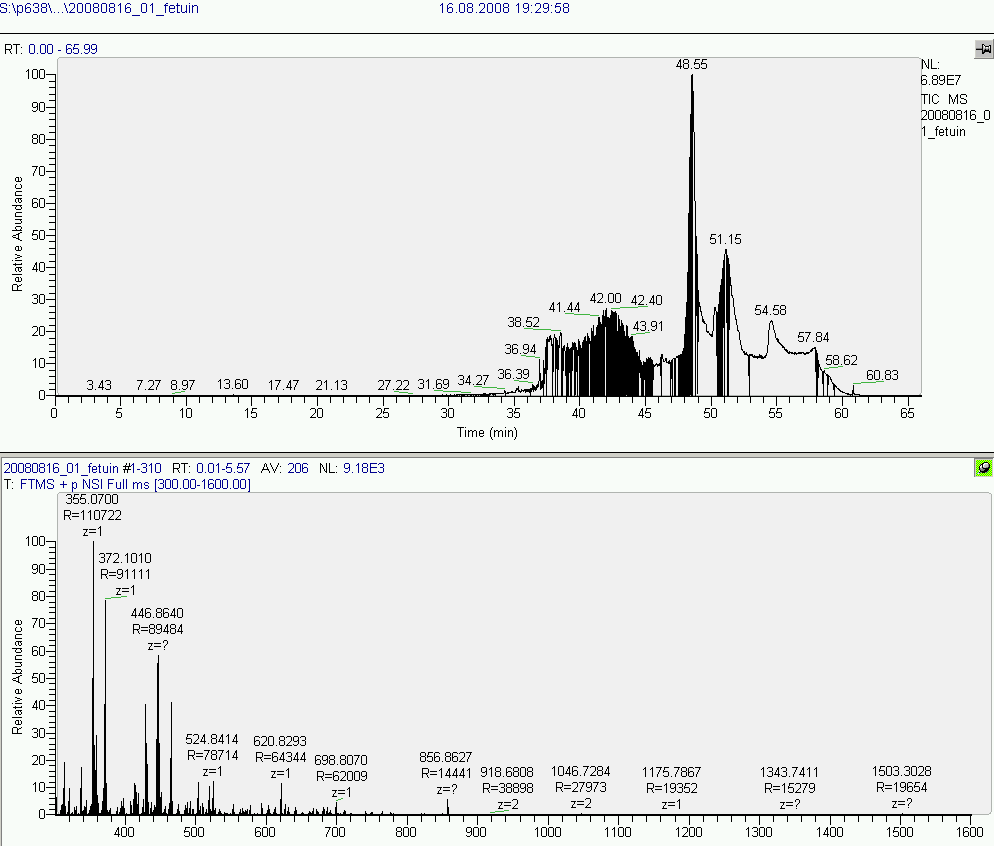 S:\p638\...\20080816_01_fetuin 16.08.2008 19:29:58
RT: 0.00 - 65.99
NL:
6.89E7
TIC MS
20080816_0
1_fetuin
Relative Abundance
100
90
80
70
60
50
40
30
20
10
0
48.55
51.15
54.58
57.84
58.62
60.83
42.00
42.40
41.44
43.91
38.52
36.94
36.39
34.27
31.69
27.22
21.13
17.47
13.60
8.97
7.27
3.43
0 5 10 15 20 25 30 35 40 45 50 55 60 65
Time (min)
20080816_01_fetuin #1-310 RT: 0.01-5.57 AV: 206 NL: 9.18E3
T: FTMS + p NSI Full ms [300.00-1600.00]
Relative Abundance
100
90
80
70
60
50
40
30
20
10
0
355.0700
R=110722
z=1
372.1010
R=91111
z=1
446.8640
R=89484
z=?
524.8414
R=78714
z=1
620.8293
R=64344
z=1
698.8070
R=62009
z=1
856.8627
R=14441
z=?
918.6808
R=38898
z=2
1046.7284
R=27973
z=2
1175.7867
R=19352
z=1
1343.7411
R=15279
z=?
1503.3028
R=19654
z=?
400 500 600 700 800 900 1000 1100 1200 1300 1400 1500 1600